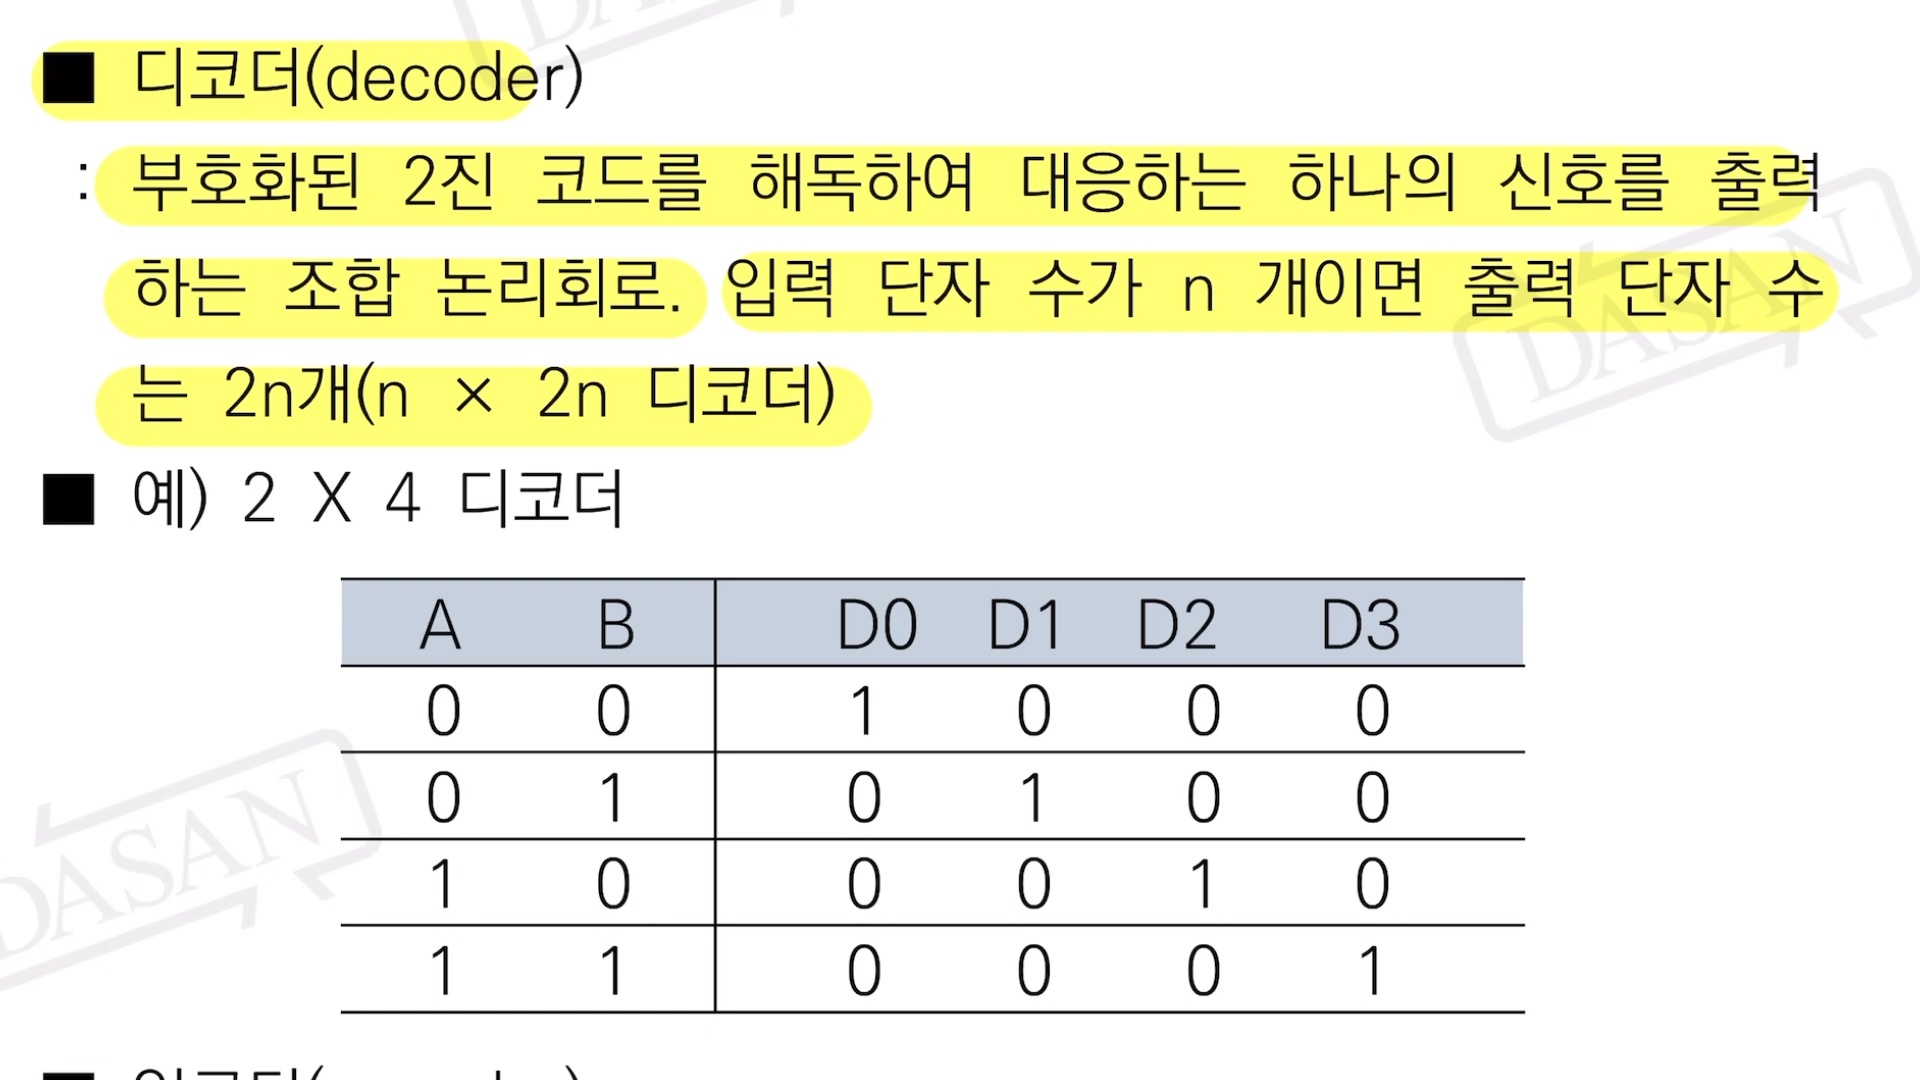 DASAN
■ 디코더(decoder)
: 부호화된 2진 코드를 해독하여 대응하는 하나의 신호를 출력
하는 조합 논리회로. 입력 단자 수가 n 개이면 출력 단자 수
는 2n개(n × 2n 디코더)
DASAN
■ 예) 2 X 4 디코더
A B D0 D1 D2 D3
0 0 1 0 0 0
0 1 0 1 0 0
1 0 0 0 1 0
1 1 0 0 0 1
DASAN